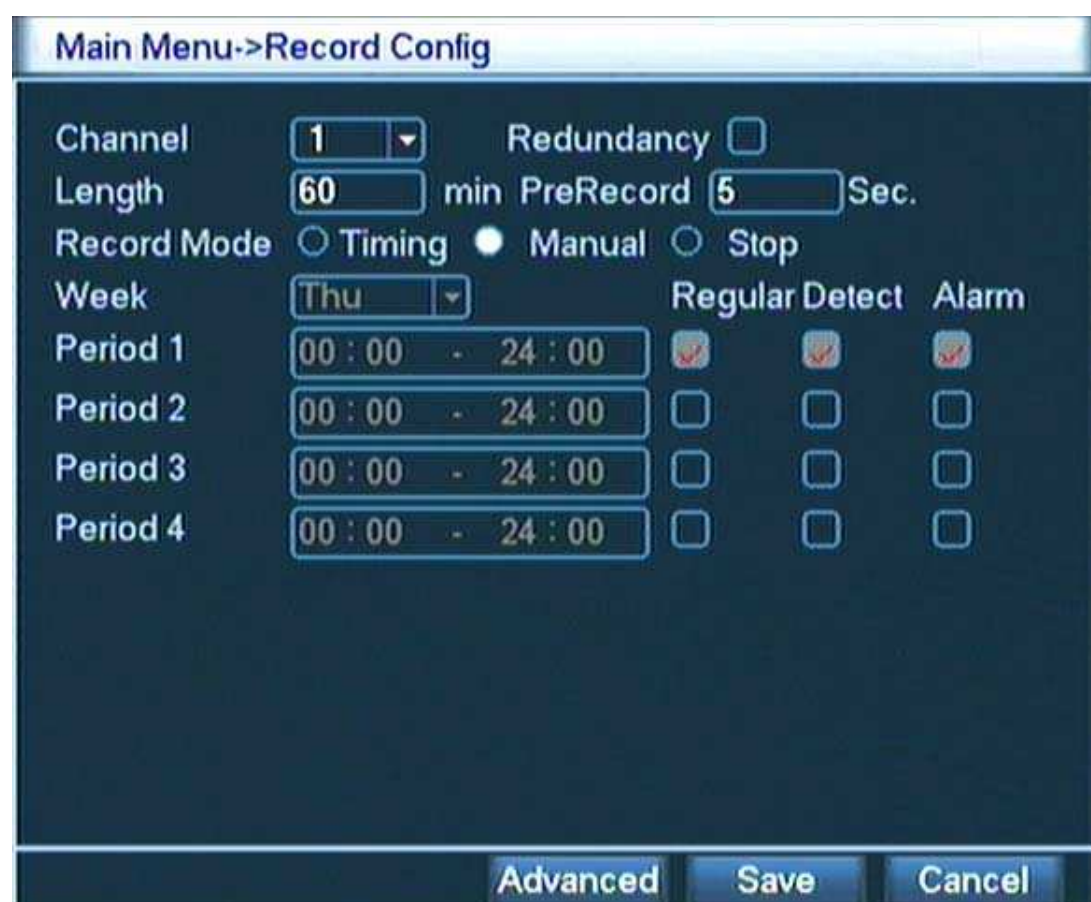 Main Menu->Record Config
Channel 1 Redundancy
Length 60 min PreRecord 5 Sec.
Record Mode Timing Manual Stop
Week Thu Regular Detect Alarm
Period 1 00 : 00 - 24 : 00
Period 2 00 : 00 - 24 : 00
Period 3 00 : 00 - 24 : 00
Period 4 00 : 00 - 24 : 00
Advanced Save Cancel